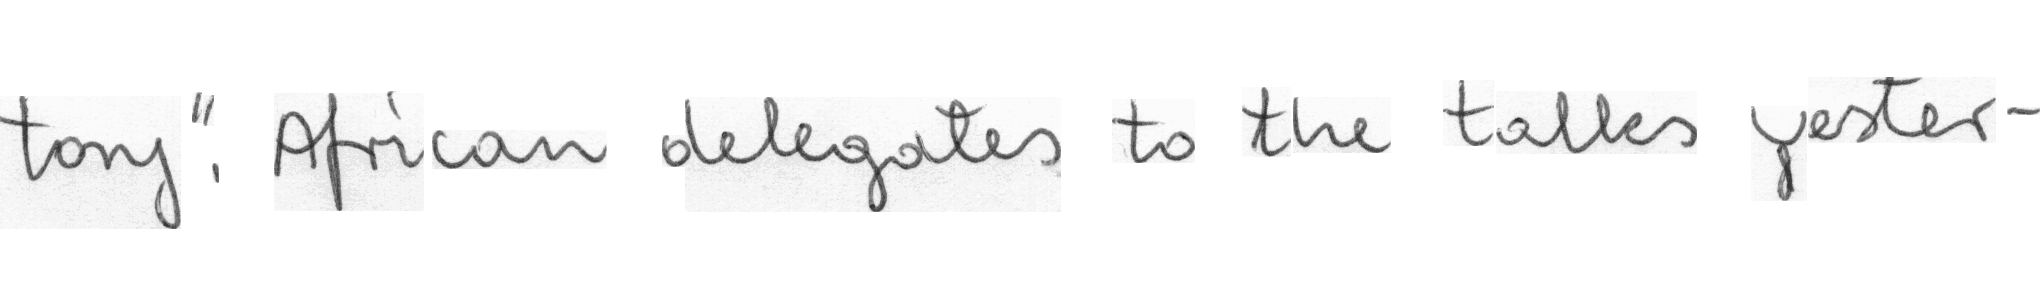 tory". African delegates to the talks yester-